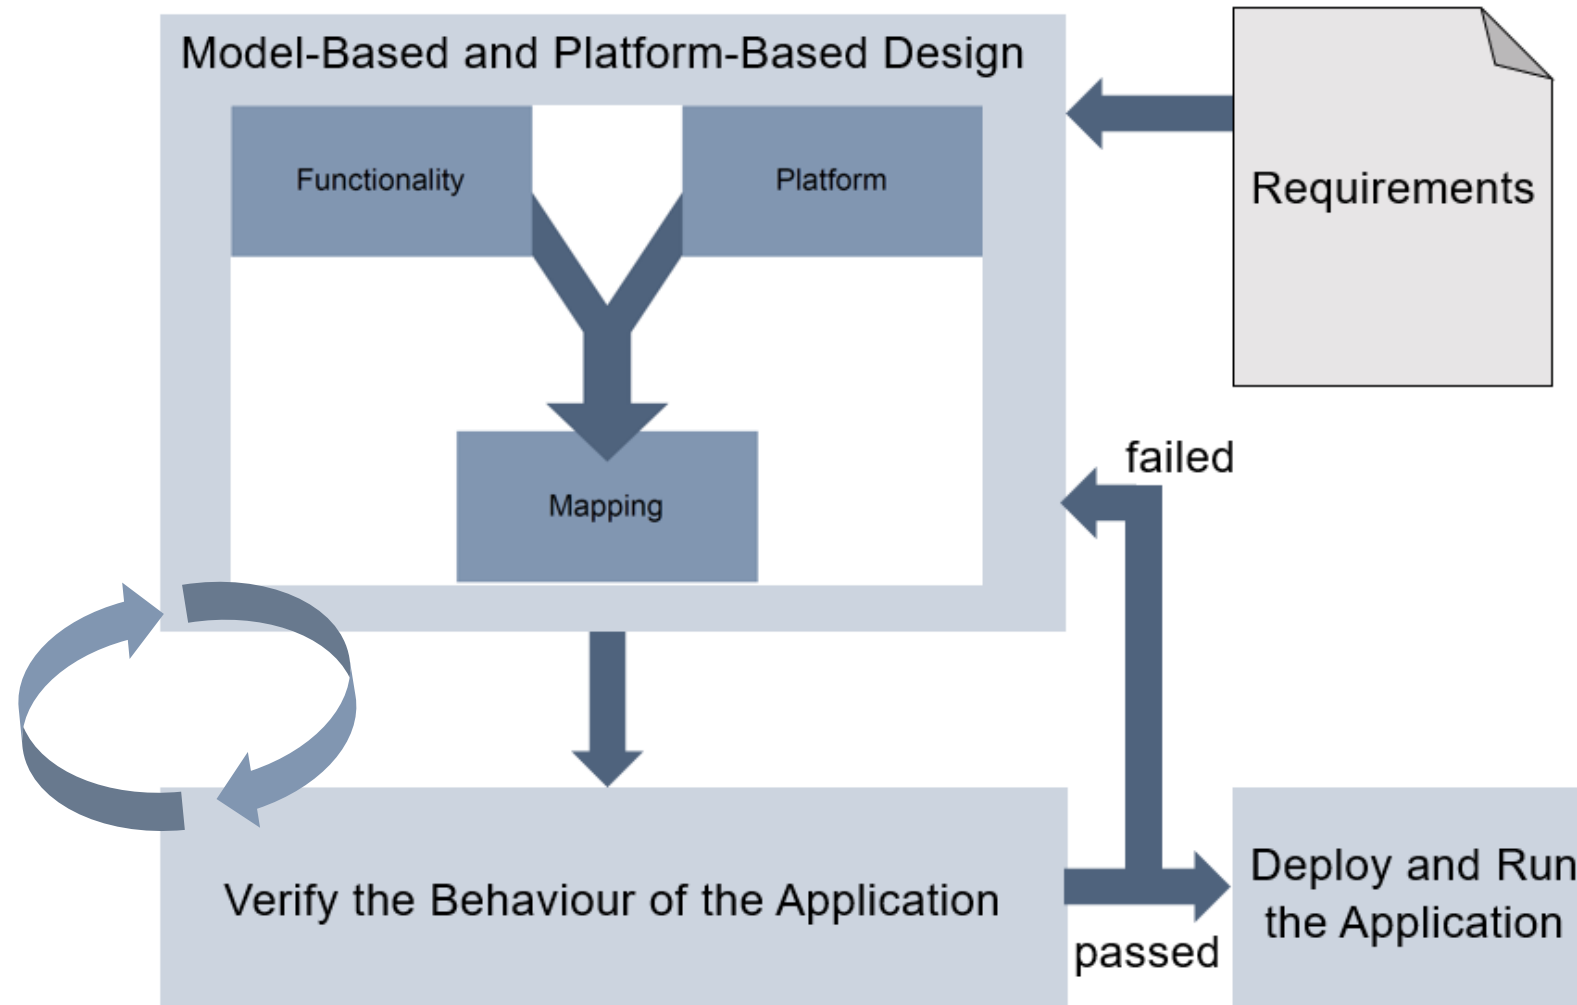 Model-Based and Platform-Based Design
Functionality
Platform
Requirements
Mapping
failed
Verify the Behaviour of the Application
passed
Deploy and Run
the Application